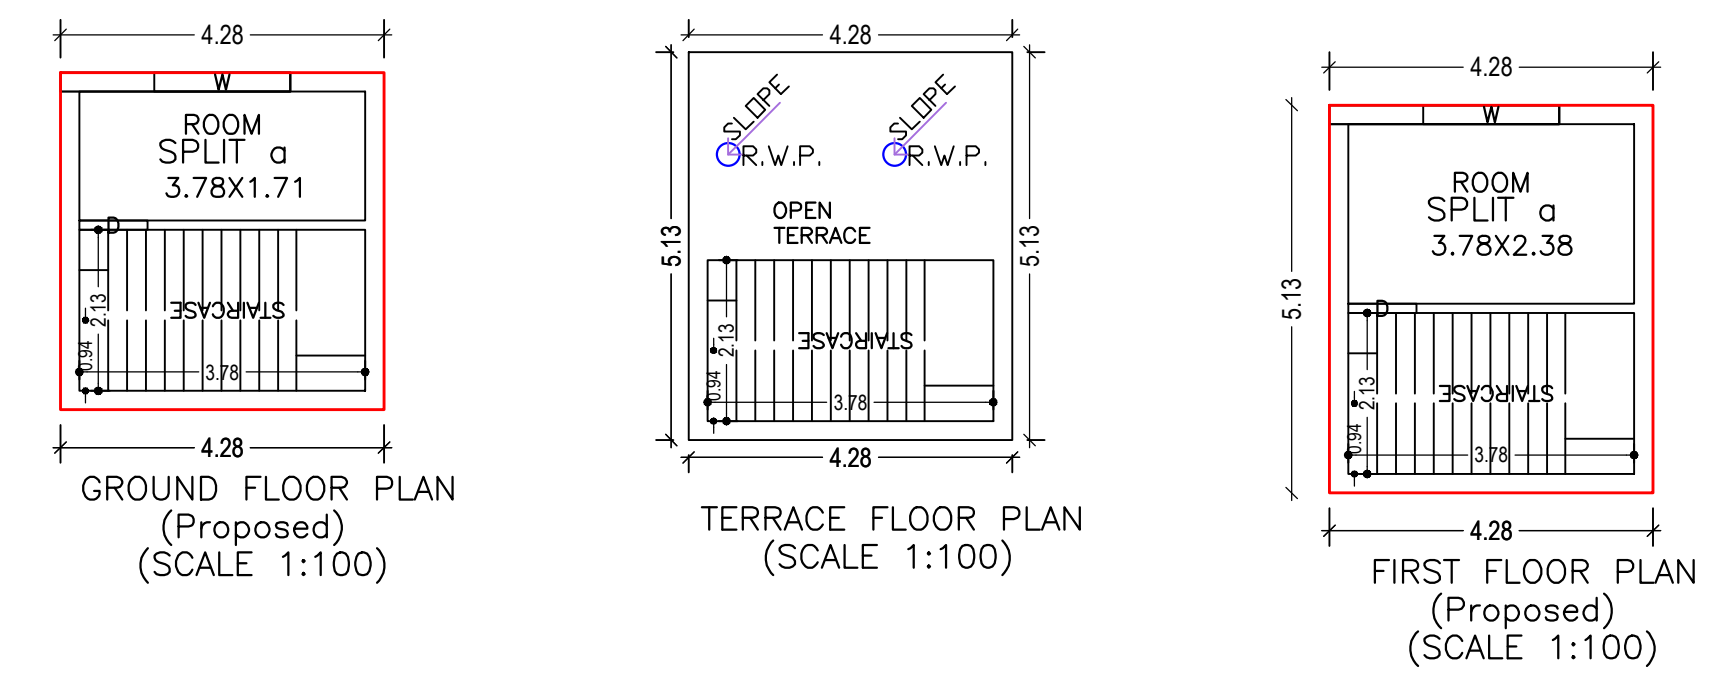 4.28
W
ROOM
SPLIT a
3.78X1.71
D
STAIRCASE
2.13
0.94
3.78
4.28
GROUND FLOOR PLAN
(Proposed)
(SCALE 1:100)
4.28
SLOPE
SLOPE
R.W.P.
R.W.P.
OPEN
TERRACE
5.13
5.13
STAIRCASE
2.13
0.94
3.78
4.28
TERRACE FLOOR PLAN
(SCALE 1:100)
4.28
W
ROOM
SPLIT a
3.78X2.38
5.13
D
STAIRCASE
2.13
0.94
3.78
4.28
FIRST FLOOR PLAN
(Proposed)
(SCALE 1:100)